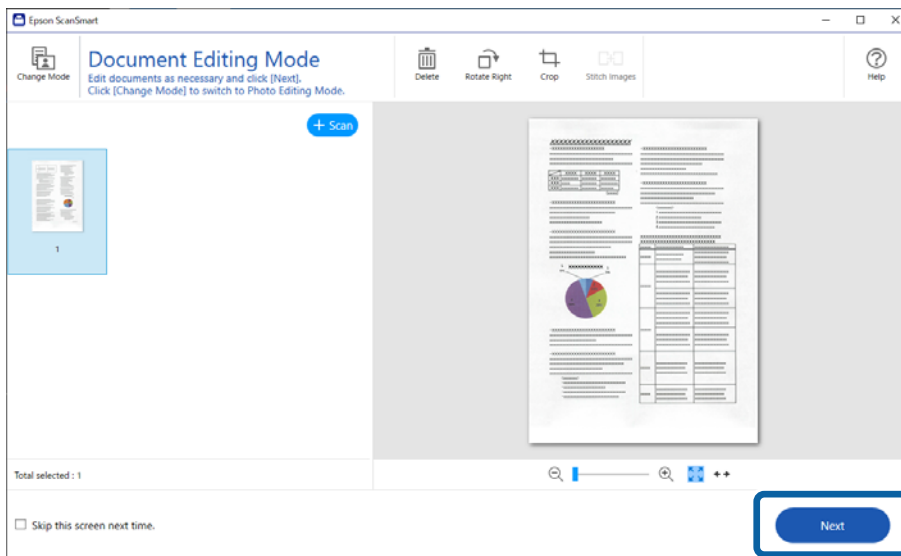 Epson ScanSmart
Change Mode
Document Editing Mode
Edit documents as necessary and click [Next].
Click [Change Mode] to switch to Photo Editing Mode.
Delete
Rotate Right
Crop
Stitch Images
Help
+ Scan
1
Total selected : 1
Skip this screen next time.
Next